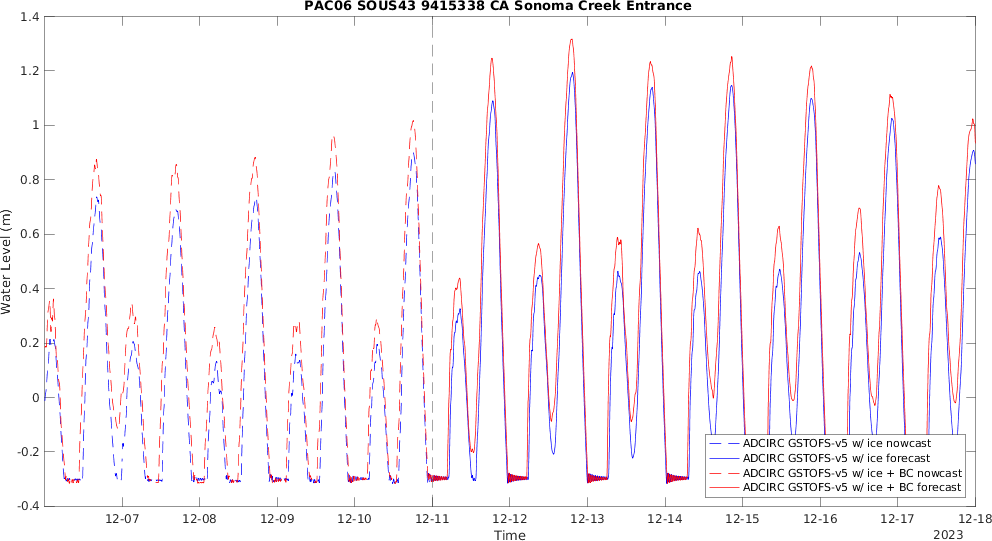 PAC06 SOUS43 9415338 CA Sonoma Creek Entrance
1.4
1.2
1
0.8
0.6
0.4
0.2
0
-0.2
-0.4
Water Level (m)
ADCIRC GSTOFS-v5 w/ ice nowcast
ADCIRC GSTOFS-v5 w/ ice forecast
ADCIRC GSTOFS-v5 w/ ice + BC nowcast
ADCIRC GSTOFS-v5 w/ ice + BC forecast
12-07 12-08 12-09 12-10 12-11 12-12 12-13 12-14 12-15 12-16 12-17 12-18
Time
2023